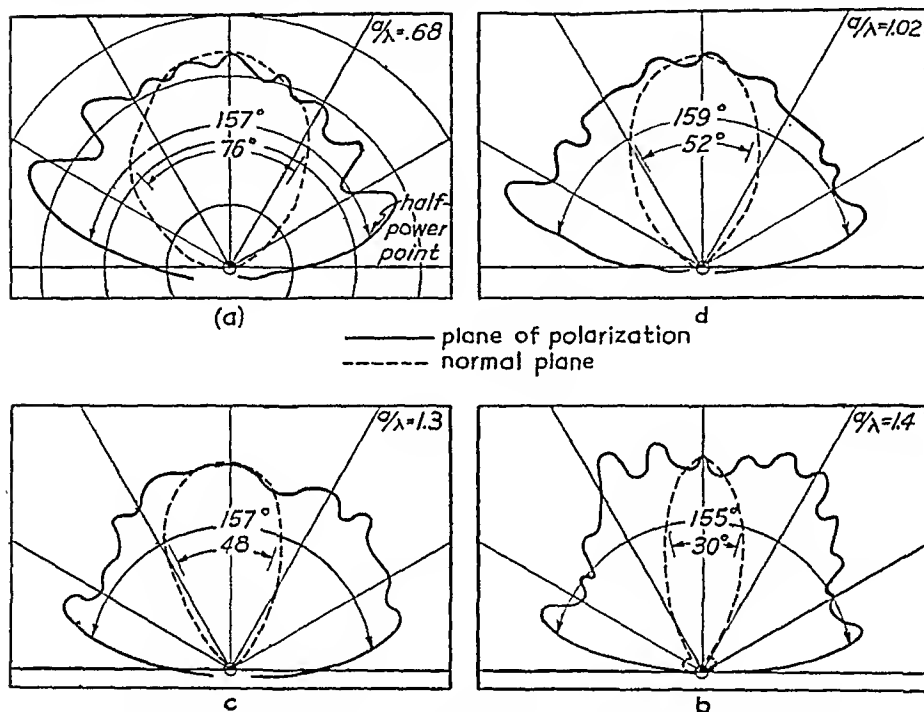 a/λ=.68
157°
76°
half-
power
point
(a)
a/λ=1.02
159°
52°
d
plane of polarization
normal plane
a/λ=1.3
157°
48
c
a/λ=1.4
155°
30°
b